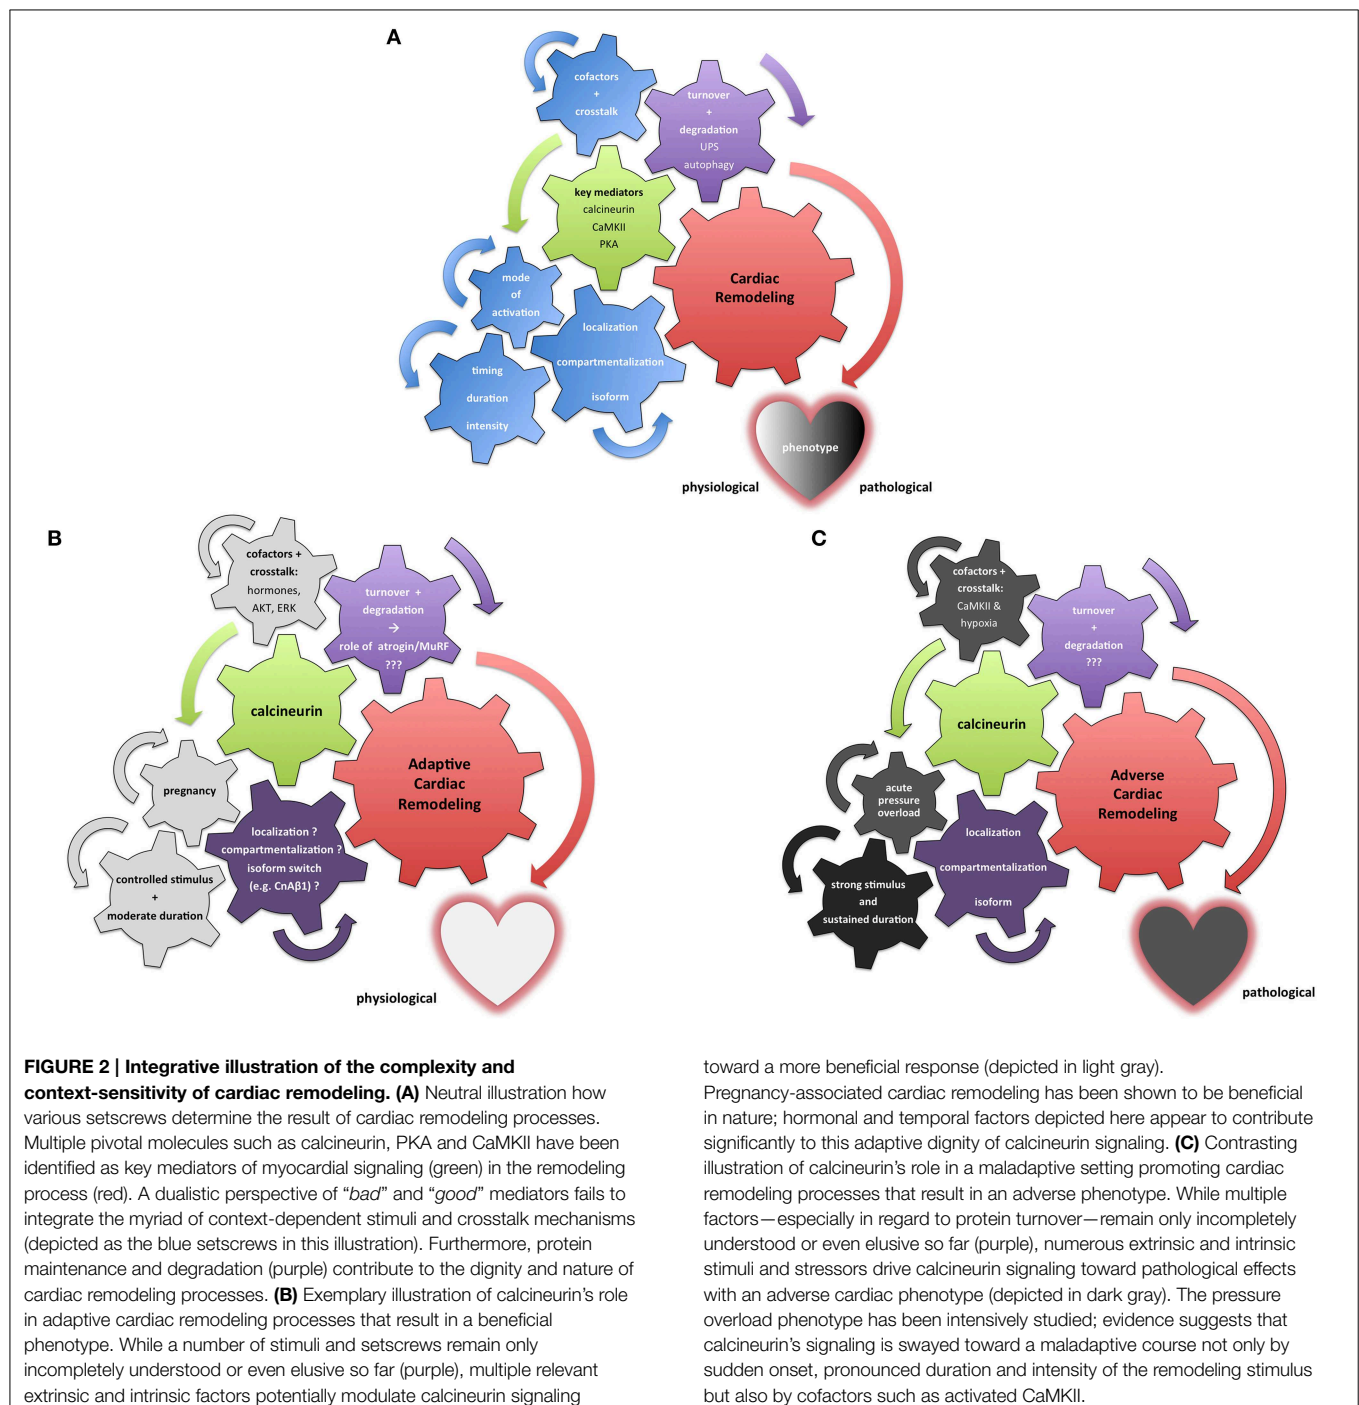 A
cofactors
+
crosstalk
turnover
+
degradation
UPS
autophagy
key mediators
calcineurin
CaMKII
PKA
mode
of
activation
Cardiac
Remodeling
localization
compartmentalization
isoform
timing
duration
intensity
phenotype
physiological
pathological
B
cofactors +
crosstalk:
hormones,
AKT, ERK
turnover +
degradation
→
role of atrogin/MuRF
???
calcineurin
Adaptive
Cardiac
Remodeling
pregnancy
localization ?
compartmentalization ?
isoform switch
(e.g. CnAβ1) ?
controlled stimulus
+
moderate duration
physiological
C
cofactors +
crosstalk:
CaMKII &
hypoxia
turnover
+
degradation
???
calcineurin
Adverse
Cardiac
Remodeling
acute
pressure
overload
localization
compartmentalization
isoform
strong stimulus
and
sustained duration
pathological
FIGURE 2 | Integrative illustration of the complexity and
context-sensitivity of cardiac remodeling. (A) Neutral illustration how
various setscrews determine the result of cardiac remodeling processes.
Multiple pivotal molecules such as calcineurin, PKA and CaMKII have been
identified as key mediators of myocardial signaling (green) in the remodeling
process (red). A dualistic perspective of “bad” and “good” mediators fails to
integrate the myriad of context-dependent stimuli and crosstalk mechanisms
(depicted as the blue setscrews in this illustration). Furthermore, protein
maintenance and degradation (purple) contribute to the dignity and nature of
cardiac remodeling processes. (B) Exemplary illustration of calcineurin’s role
in adaptive cardiac remodeling processes that result in a beneficial
phenotype. While a number of stimuli and setscrews remain only
incompletely understood or even elusive so far (purple), multiple relevant
extrinsic and intrinsic factors potentially modulate calcineurin signaling
toward a more beneficial response (depicted in light gray).
Pregnancy-associated cardiac remodeling has been shown to be beneficial
in nature; hormonal and temporal factors depicted here appear to contribute
significantly to this adaptive dignity of calcineurin signaling. (C) Contrasting
illustration of calcineurin’s role in a maladaptive setting promoting cardiac
remodeling processes that result in an adverse phenotype. While multiple
factors—especially in regard to protein turnover—remain only incompletely
understood or even elusive so far (purple), numerous extrinsic and intrinsic
stimuli and stressors drive calcineurin signaling toward pathological effects
with an adverse cardiac phenotype (depicted in dark gray). The pressure
overload phenotype has been intensively studied; evidence suggests that
calcineurin’s signaling is swayed toward a maladaptive course not only by
sudden onset, pronounced duration and intensity of the remodeling stimulus
but also by cofactors such as activated CaMKII.